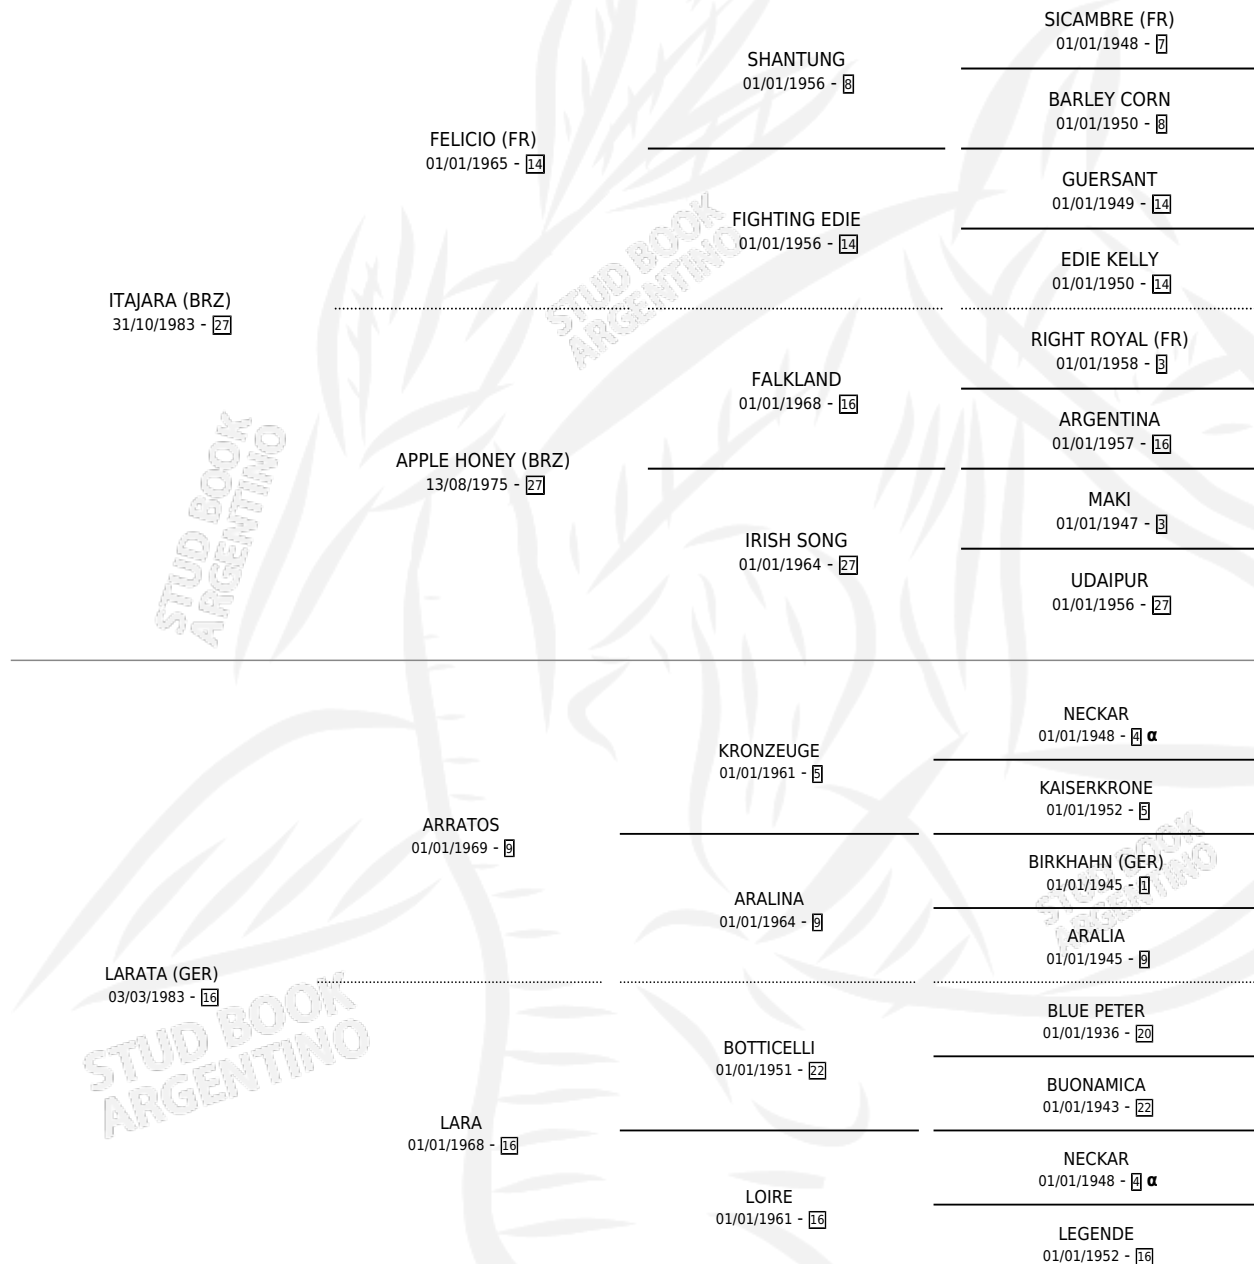 SICAMBRE (FR)
01/01/1948 - 7
SHANTUNG
01/01/1956 - 8
BARLEY CORN
01/01/1950 - 8
FELICIO (FR)
01/01/1965 - 14
GUERSANT
01/01/1949 - 14
FIGHTING EDIE
01/01/1956 - 14
EDIE KELLY
01/01/1950 - 14
ITAJARA (BRZ)
31/10/1983 - 27
RIGHT ROYAL (FR)
01/01/1958 - 3
FALKLAND
01/01/1968 - 16
ARGENTINA
01/01/1957 - 16
APPLE HONEY (BRZ)
13/08/1975 - 27
MAKI
01/01/1947 - 3
IRISH SONG
01/01/1964 - 27
UDAIPUR
01/01/1956 - 27
NECKAR
01/01/1948 - 4 α
KRONZEUGE
01/01/1961 - 5
KAISERKRONE
01/01/1952 - 5
ARRATOS
01/01/1969 - 9
BIRKHAHN (GER)
01/01/1945 - 1
ARALINA
01/01/1964 - 9
ARALIA
01/01/1945 - 9
LARATA (GER)
03/03/1983 - 16
BLUE PETER
01/01/1936 - 20
BOTTICELLI
01/01/1951 - 22
BUONAMICA
01/01/1943 - 22
LARA
01/01/1968 - 16
NECKAR
01/01/1948 - 4 α
LOIRE
01/01/1961 - 16
LEGENDE
01/01/1952 - 16
STUD BOOK
ARGENTINO
STUD BOOK
ARGENTINO
STUD BOOK
ARGENTINO
STUD BOOK
ARGENTINO